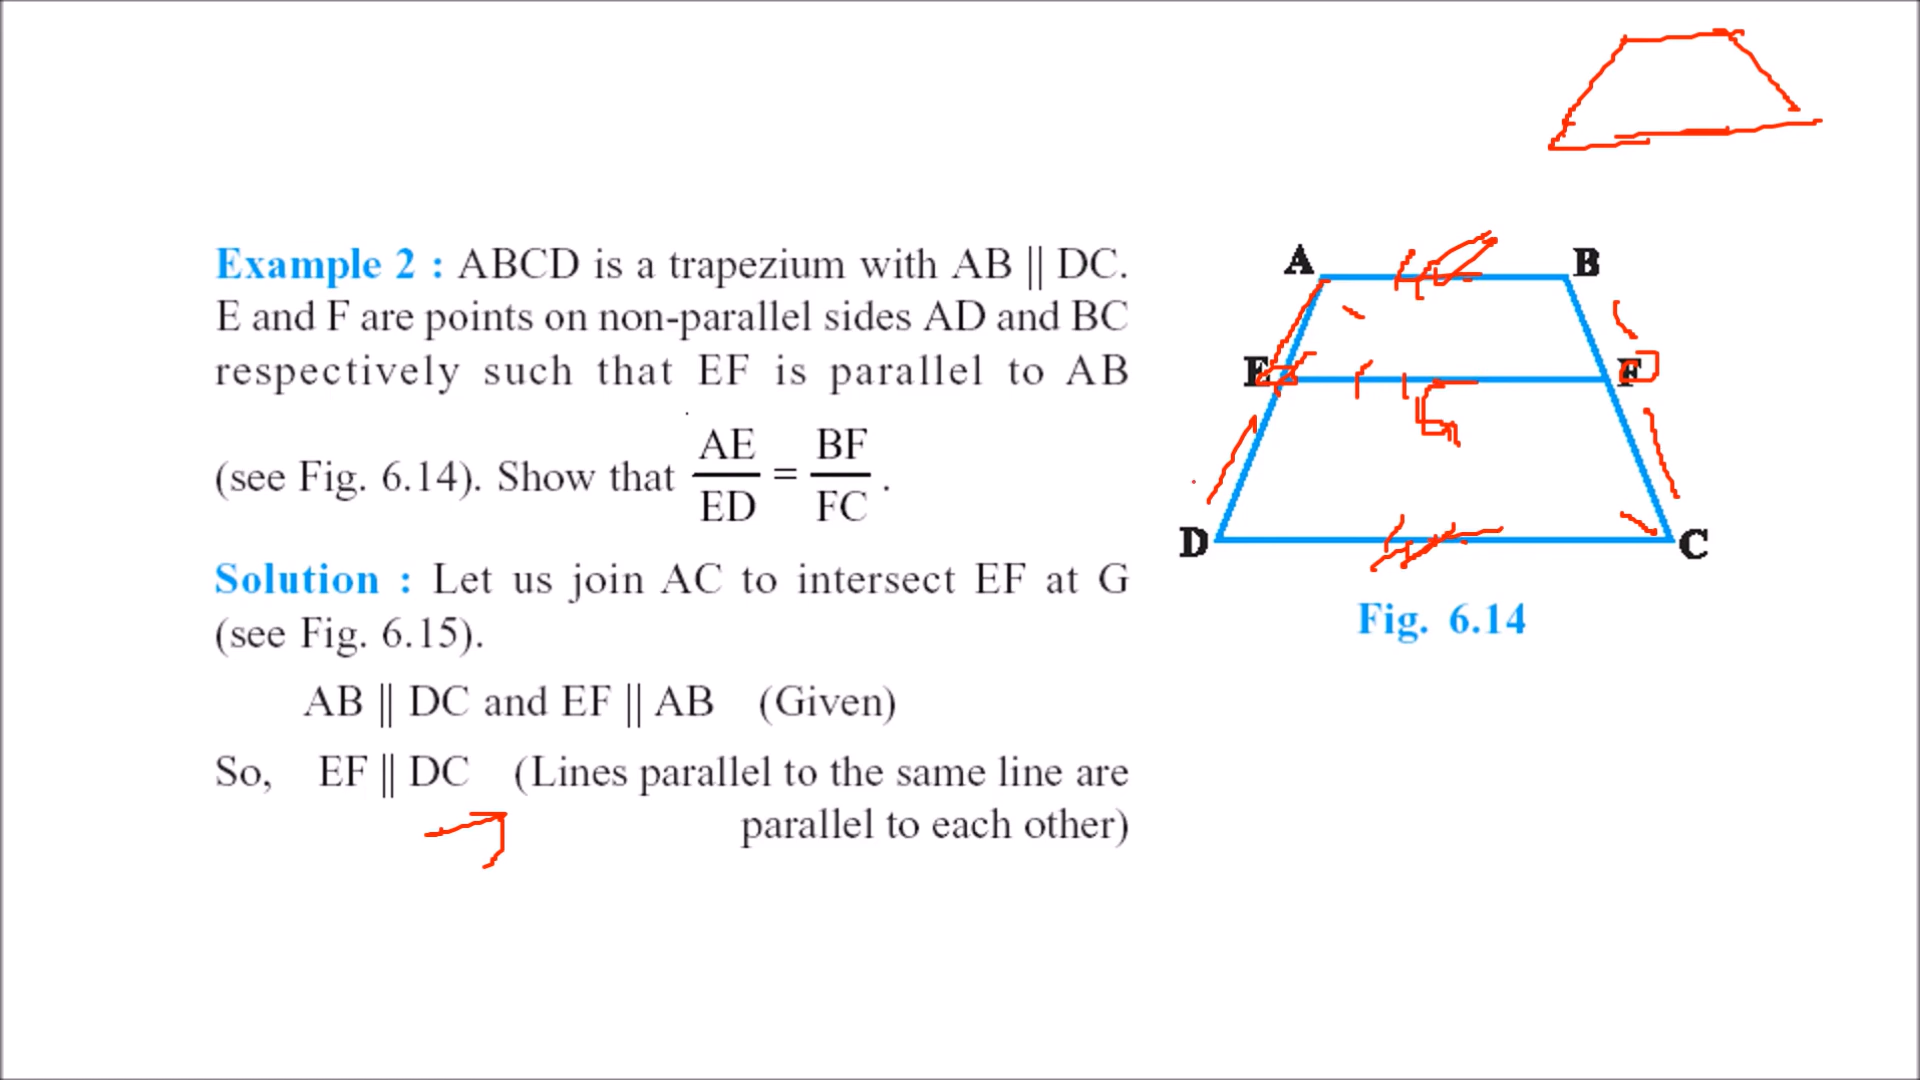 Example 2 : ABCD is a trapezium with AB || DC.
E and F are points on non-parallel sides AD and BC
respectively such that EF is parallel to AB
(see Fig. 6.14). Show that AE/ED = BF/FC .
Solution : Let us join AC to intersect EF at G
(see Fig. 6.15).
AB || DC and EF || AB (Given)
So, EF || DC (Lines parallel to the same line are
parallel to each other)
A B
E F
D C
Fig. 6.14